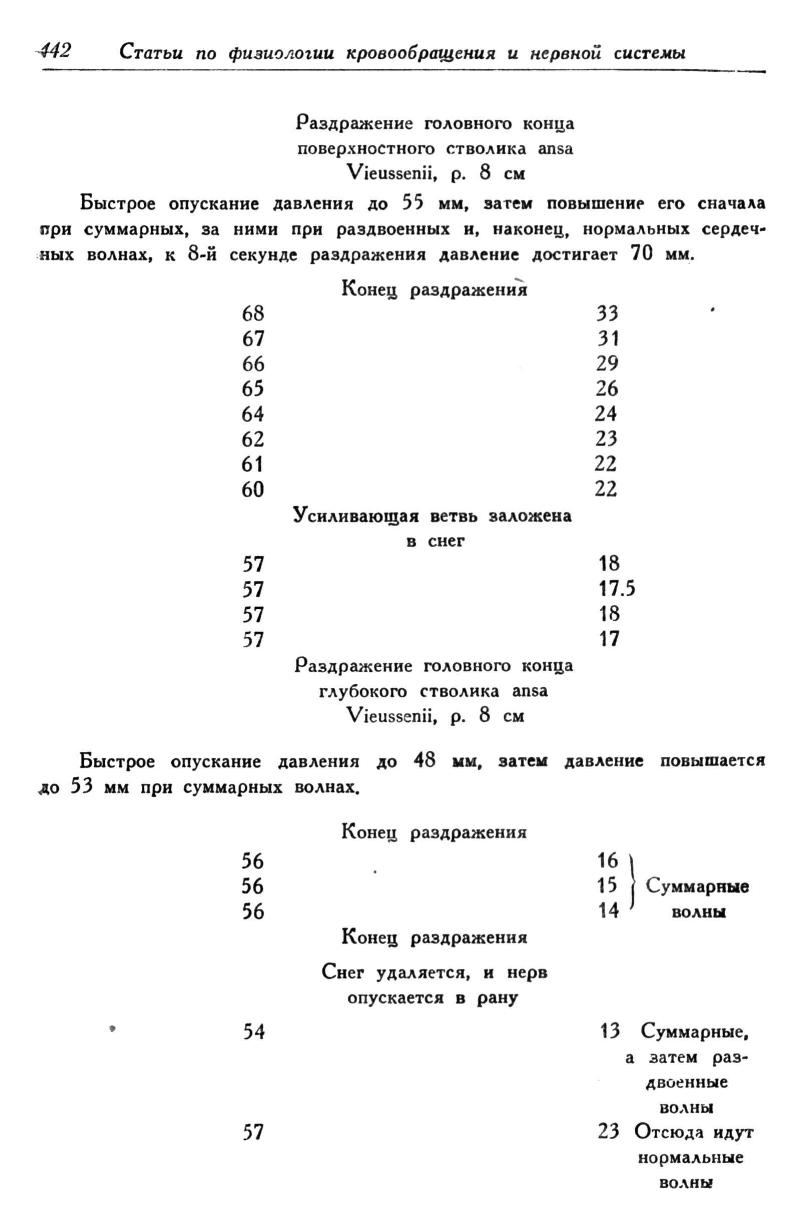 442 Статьи по физиологии кровообращения и нервной системы
Раздражение головного конца
поверхностного стволика ansa
Vieussenii, р. 8 см
Быстрое опускание давления до 55 мм, затем повышение его сначала
при суммарных, за ними при раздвоенных и, наконец, нормальных сердеч-
ных волнах, к 8-й секунде раздражения давление достигает 70 мм.
Конец раздражения
68 33
67 31
66 29
65 26
64 24
62 23
61 22
60 22
Усиливающая ветвь заложена
в снег
57 18
57 17.5
57 18
57 17
Раздражение головного конца
глубокого стволика ansa
Vieussenii, р. 8 см
Быстрое опускание давления до 48 мм, затем давление повышается
до 53 мм при суммарных волнах.
Конец раздражения
56 16
56 15 Суммарные
56 14 волны
Конец раздражения
Снег удаляется, и нерв
опускается в рану
54 13 Суммарные,
а затем раз-
двоенные
волны
57 23 Отсюда идут
нормальные
волны